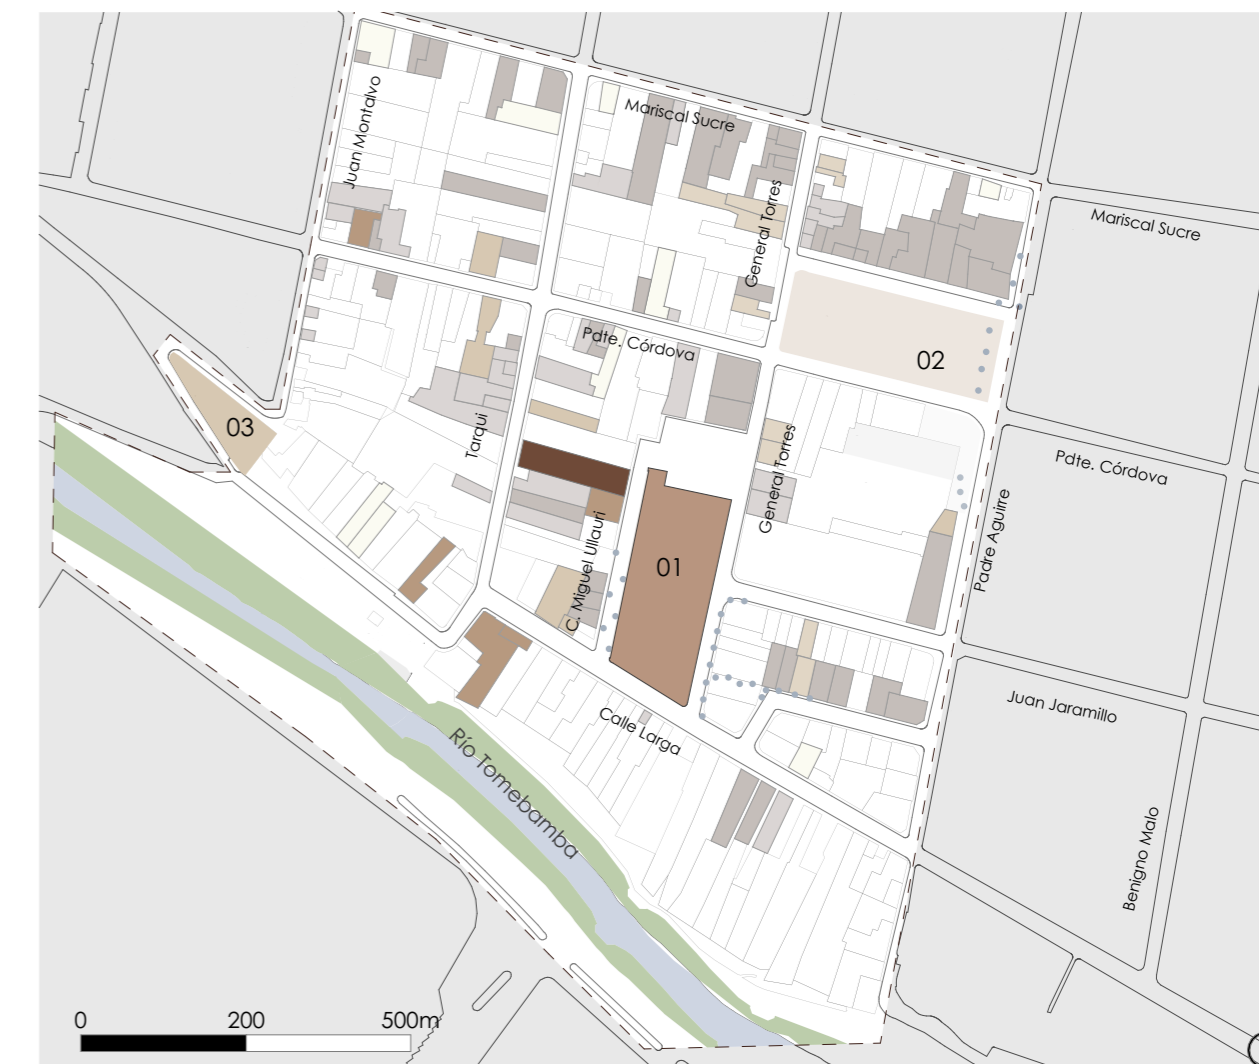 Juan Montalvo
Mariscal Sucre
General Torres
Mariscal Sucre
Pdte. Córdova
02
03
Tarqui
General Torres
Pdte. Córdova
Padre Aguirre
C. Miguel Ullauri
01
Juan Jaramillo
Calle Larga
Río Tomebamba
Benigno Malo
0 200 500m